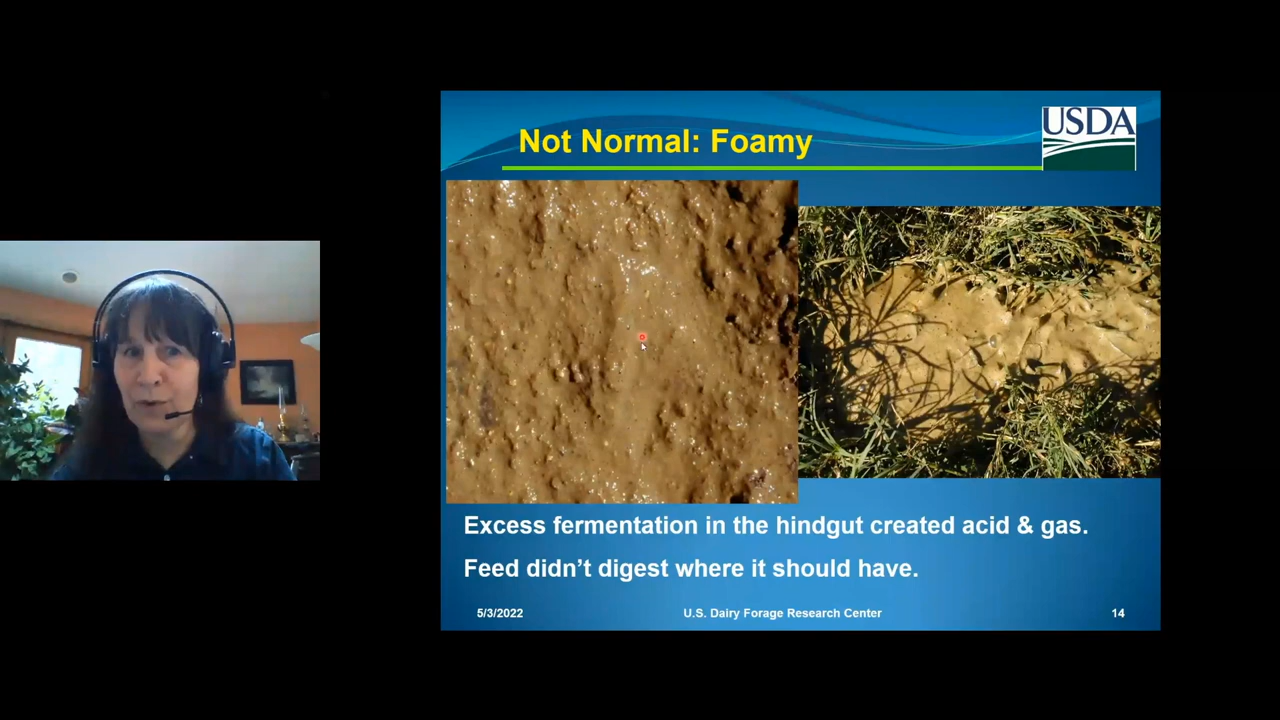 Not Normal: Foamy
USDA
Excess fermentation in the hindgut created acid & gas.
Feed didn’t digest where it should have.
5/3/2022
U.S. Dairy Forage Research Center
14